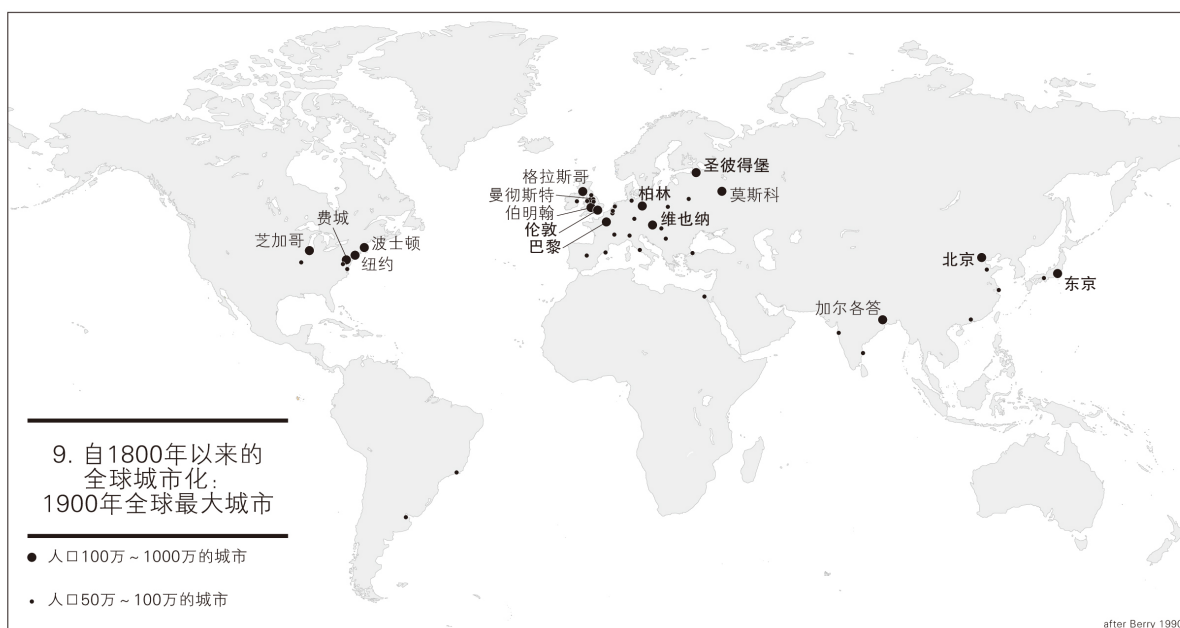 圣彼得堡
格拉斯哥
莫斯科
曼彻斯特
柏林
伯明翰
维也纳
费城
伦敦
巴黎
芝加哥
波士顿
纽约
北京
东京
加尔各答
9. 自1800年以来的
全球城市化：
1900年全球最大城市
人口100万～1000万的城市
人口50万～100万的城市
after Berry 1990